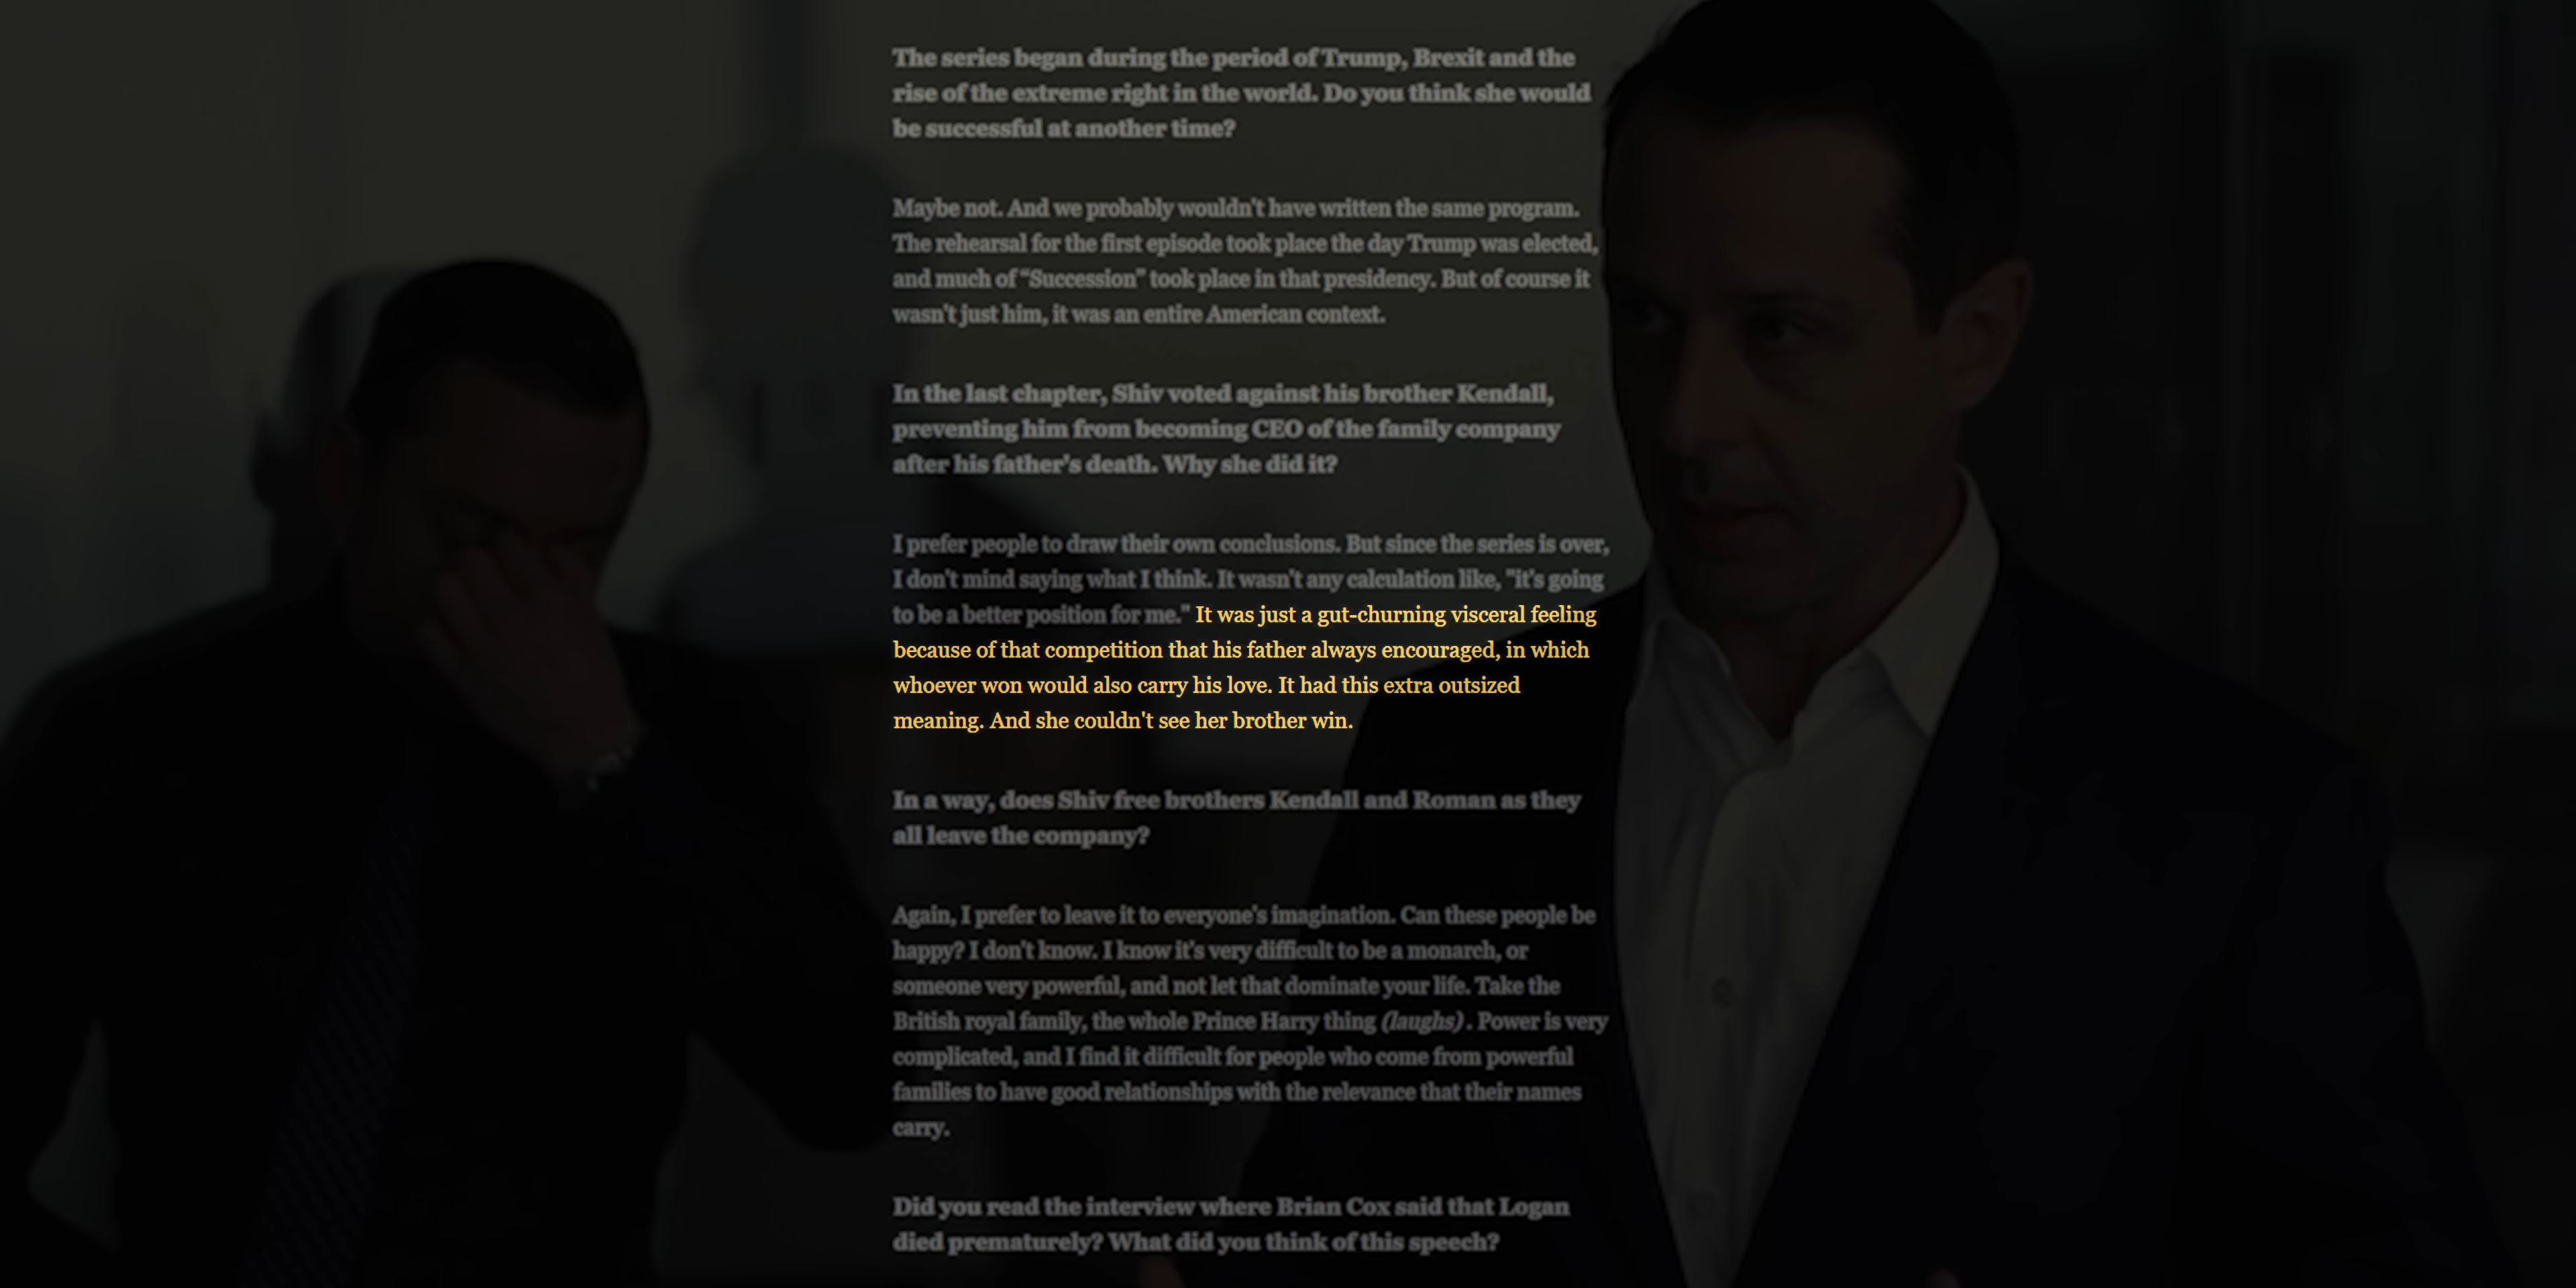 The series began during the period of Trump, Brexit and the
rise of the extreme right in the world. Do you think she would
be successful at another time?
Maybe not. And we probably wouldn't have written the same program.
The rehearsal for the first episode took place the day Trump was elected,
and much of “Succession” took place in that presidency. But of course it
wasn't just him, it was an entire American context.
In the last chapter, Shiv voted against his brother Kendall,
preventing him from becoming CEO of the family company
after his father's death. Why she did it?
I prefer people to draw their own conclusions. But since the series is over,
I don't mind saying what I think. It wasn't any calculation like, "it's going
to be a better position for me." It was just a gut-churning visceral feeling
because of that competition that his father always encouraged, in which
whoever won would also carry his love. It had this extra outsized
meaning. And she couldn't see her brother win.
In a way, does Shiv free brothers Kendall and Roman as they
all leave the company?
Again, I prefer to leave it to everyone's imagination. Can these people be
happy? I don't know. I know it's very difficult to be a monarch, or
someone very powerful, and not let that dominate your life. Take the
British royal family, the whole Prince Harry thing (laughs) . Power is very
complicated, and I find it difficult for people who come from powerful
families to have good relationships with the relevance that their names
carry.
Did you read the interview where Brian Cox said that Logan
died prematurely? What did you think of this speech?